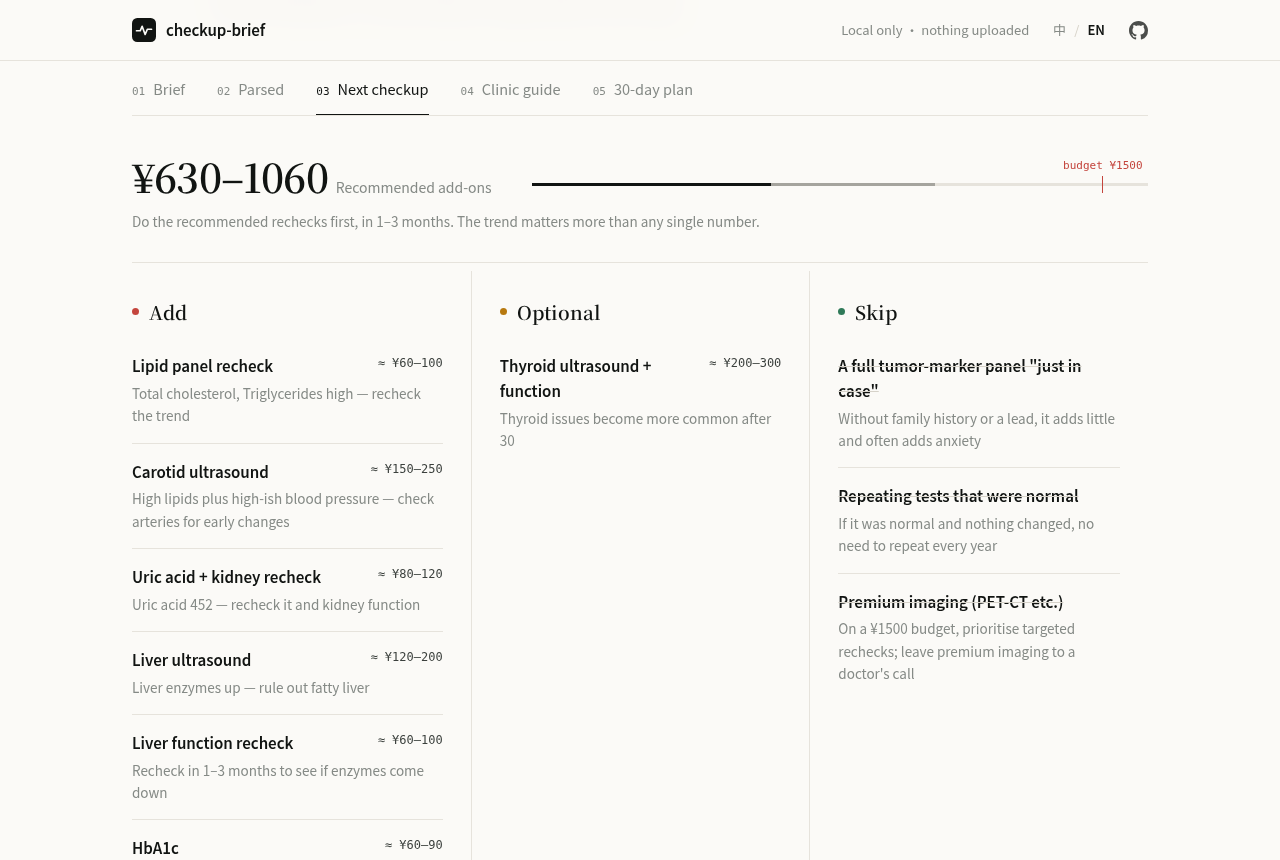 checkup-brief
Local only • nothing uploaded
中 / EN
01 Brief
02 Parsed
03 Next checkup
04 Clinic guide
05 30-day plan
¥630–1060 Recommended add-ons
budget ¥1500
Do the recommended rechecks first, in 1–3 months. The trend matters more than any single number.
Add
Lipid panel recheck
≈ ¥60–100
Total cholesterol, Triglycerides high — recheck
the trend
Carotid ultrasound
≈ ¥150–250
High lipids plus high-ish blood pressure — check
arteries for early changes
Uric acid + kidney recheck
≈ ¥80–120
Uric acid 452 — recheck it and kidney function
Liver ultrasound
≈ ¥120–200
Liver enzymes up — rule out fatty liver
Liver function recheck
≈ ¥60–100
Recheck in 1–3 months to see if enzymes come
down
HbA1c
≈ ¥60–90
Optional
Thyroid ultrasound +
function
≈ ¥200–300
Thyroid issues become more common after
30
Skip
A full tumor-marker panel "just in
case"
Without family history or a lead, it adds little
and often adds anxiety
Repeating tests that were normal
If it was normal and nothing changed, no
need to repeat every year
Premium imaging (PET-CT etc.)
On a ¥1500 budget, prioritise targeted
rechecks; leave premium imaging to a
doctor's call